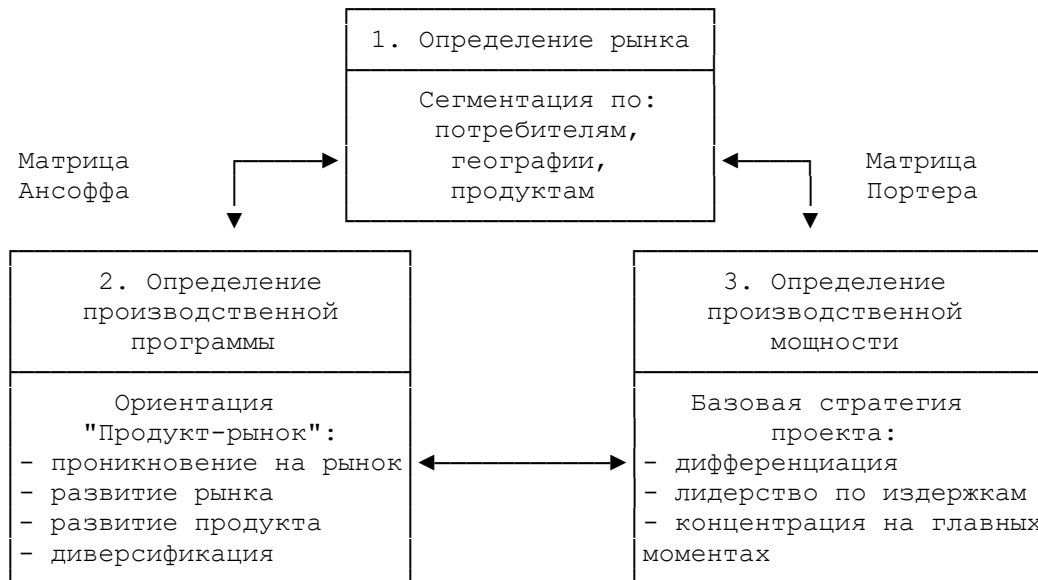 1. Определение рынка
Сегментация по:
потребителям,
географии,
продуктам
Матрица
Ансоффа
Матрица
Портера
2. Определение
производственной
программы
Ориентация
"Продукт-рынок":
- проникновение на рынок
- развитие рынка
- развитие продукта
- диверсификация
3. Определение
производственной
мощности
Базовая стратегия
проекта:
- дифференциация
- лидерство по издержкам
- концентрация на главных
моментах